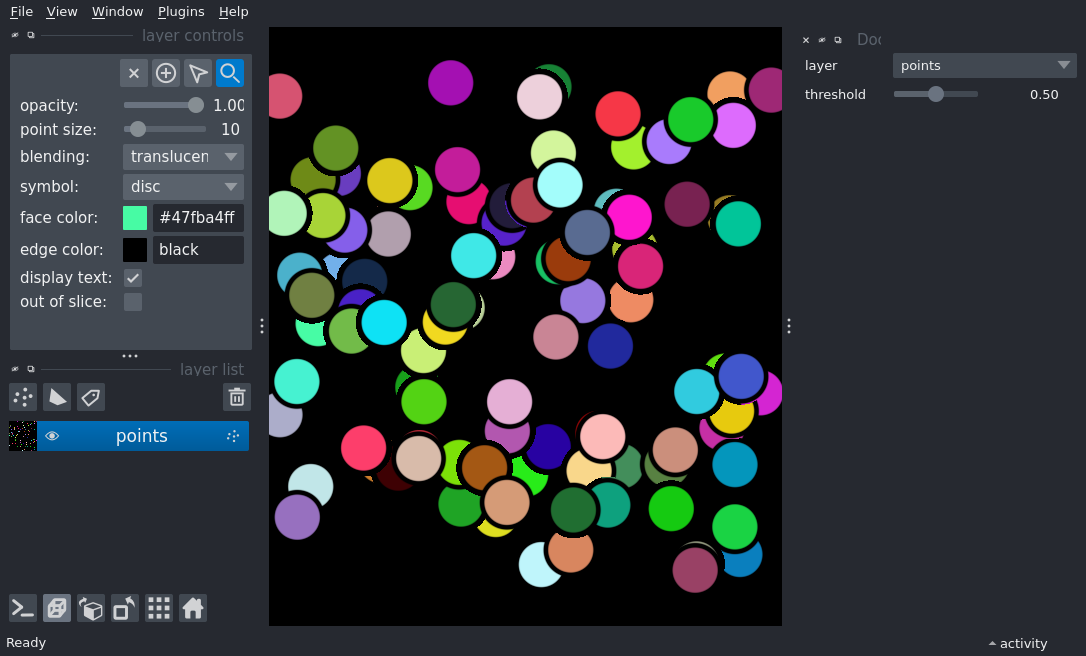 File View Window Plugins Help
layer controls
opacity: 1.00
point size: 10
blending: translucen
symbol: disc
face color: #47fba4ff
edge color: black
display text:
out of slice:
layer list
points
Ready
layer points
threshold 0.50
activity